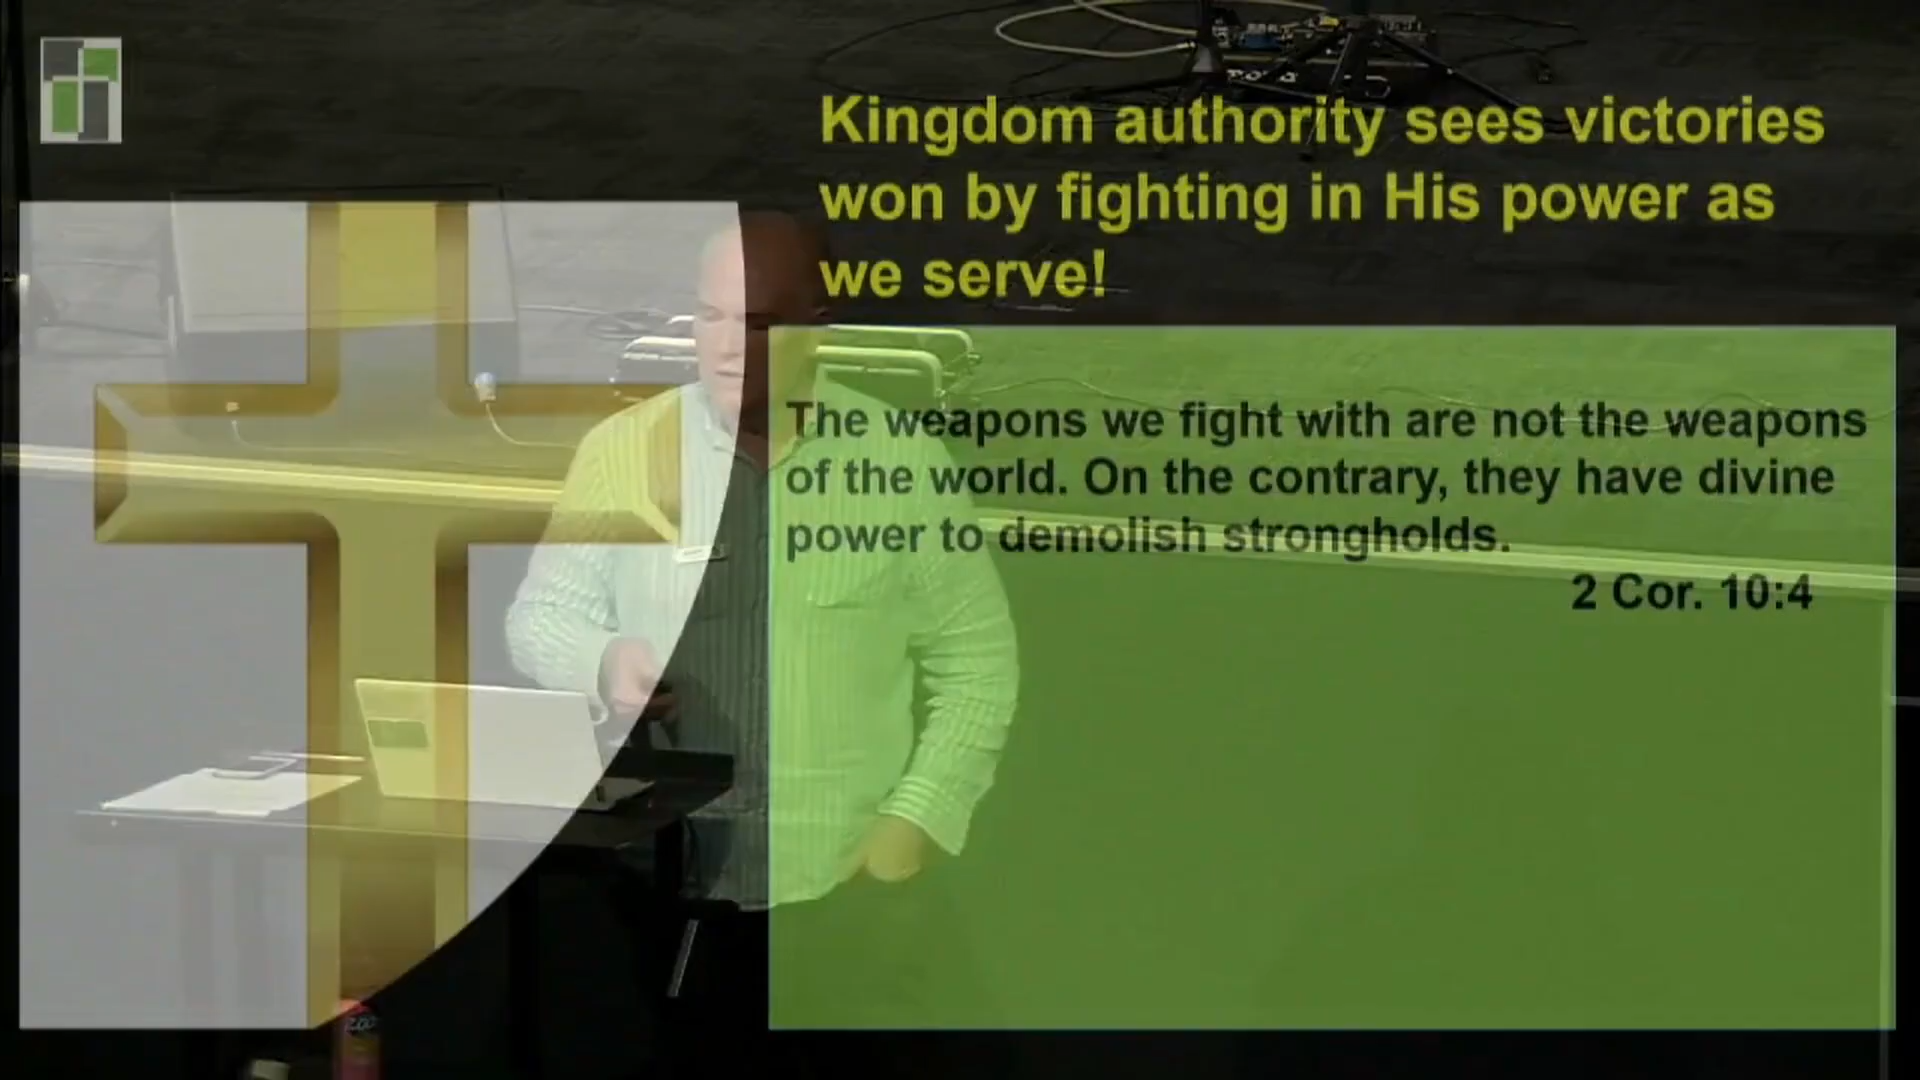 Kingdom authority sees victories
won by fighting in His power as
we serve!
The weapons we fight with are not the weapons
of the world. On the contrary, they have divine
power to demolish strongholds.
2 Cor. 10:4